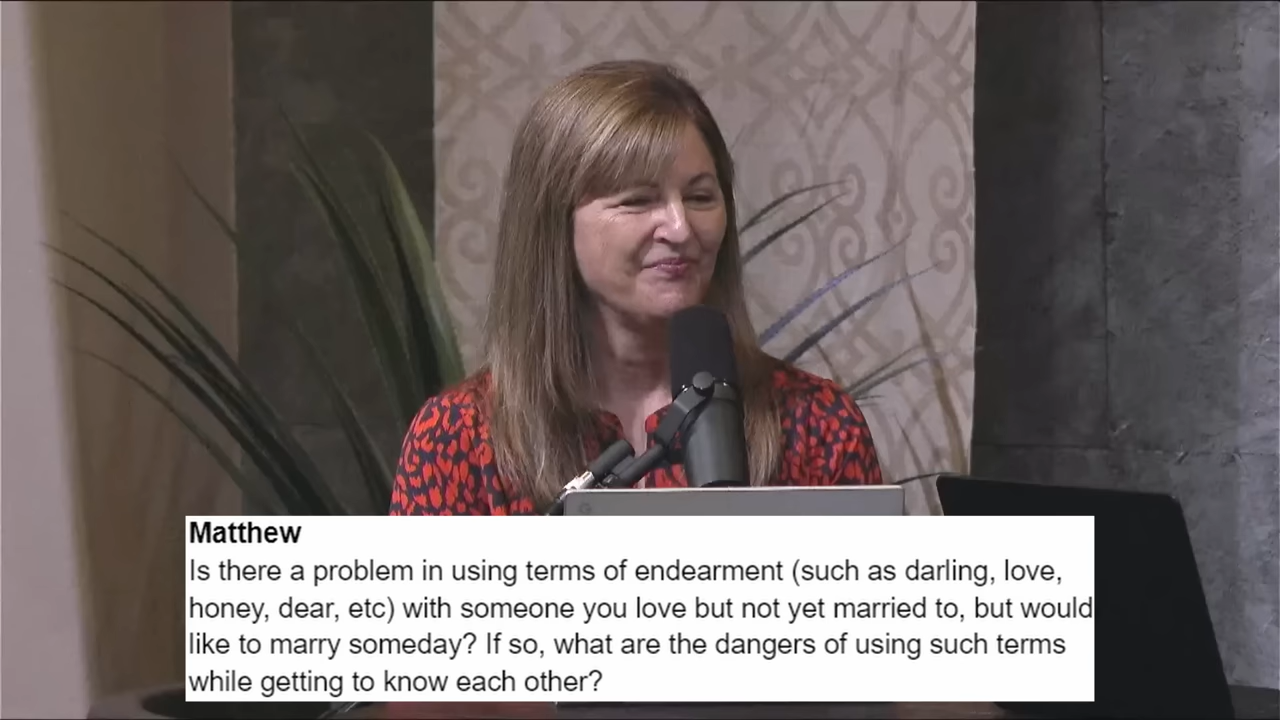 Matthew
Is there a problem in using terms of endearment (such as darling, love,
honey, dear, etc) with someone you love but not yet married to, but would
like to marry someday? If so, what are the dangers of using such terms
while getting to know each other?